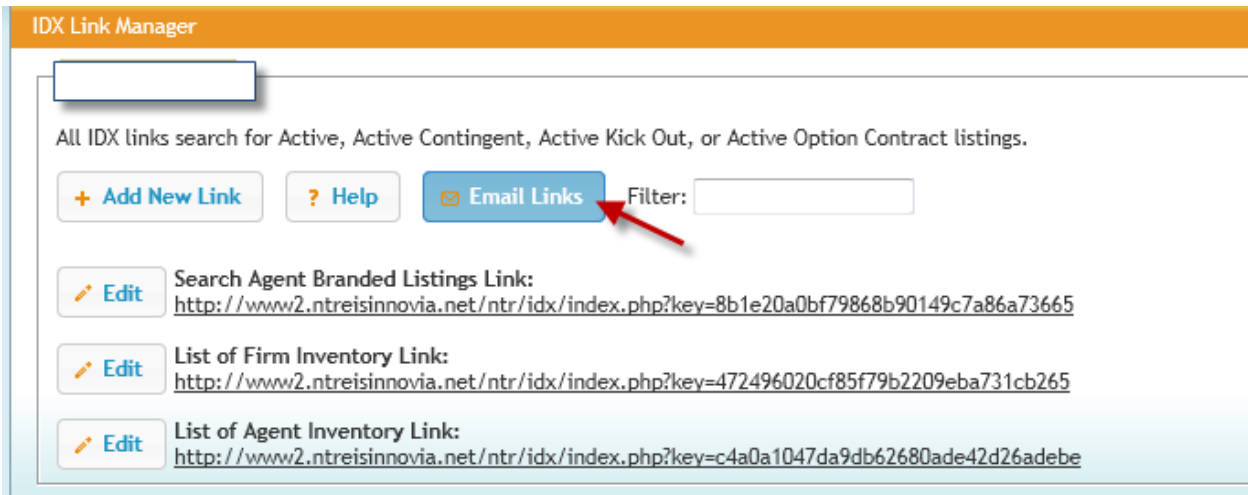 IDX Link Manager
All IDX links search for Active, Active Contingent, Active Kick Out, or Active Option Contract listings.
+ Add New Link ? Help Email Links Filter:
Edit Search Agent Branded Listings Link:
http://www2.ntreisinnovia.net/ntr/idx/index.php?key=8b1e20a0bf79868b90149c7a86a73665
Edit List of Firm Inventory Link:
http://www2.ntreisinnovia.net/ntr/idx/index.php?key=472496020cf85f79b2209eba731cb265
Edit List of Agent Inventory Link:
http://www2.ntreisinnovia.net/ntr/idx/index.php?key=c4a0a1047da9db62680ade42d26adebe